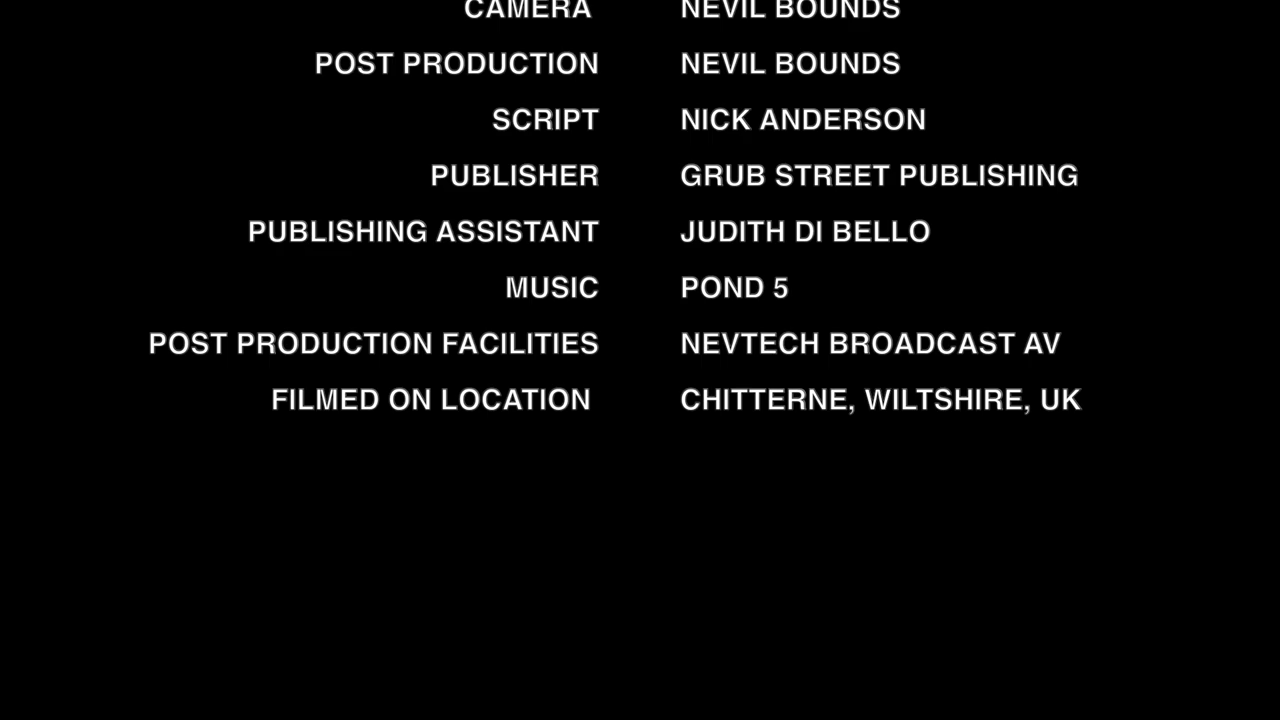 CAMERA NEVIL BOUNDS
POST PRODUCTION NEVIL BOUNDS
SCRIPT NICK ANDERSON
PUBLISHER GRUB STREET PUBLISHING
PUBLISHING ASSISTANT JUDITH DI BELLO
MUSIC POND 5
POST PRODUCTION FACILITIES NEVTECH BROADCAST AV
FILMED ON LOCATION CHITTERNE, WILTSHIRE, UK